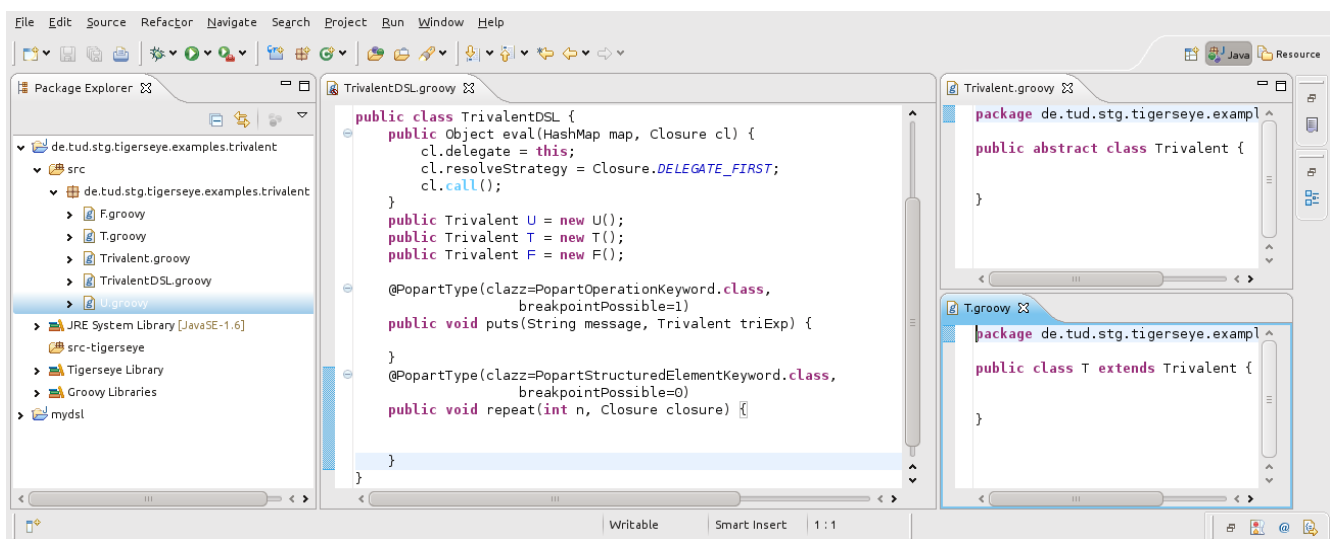 File Edit Source Refactor Navigate Search Project Run Window Help
Java Resource
Package Explorer
de.tud.stg.tigerseye.examples.trivalent
src
de.tud.stg.tigerseye.examples.trivalent
F.groovy
T.groovy
Trivalent.groovy
TrivalentDSL.groovy
U.groovy
JRE System Library [JavaSE-1.6]
src-tigerseye
Tigerseye Library
Groovy Libraries
mydsl
TrivalentDSL.groovy
public class TrivalentDSL {
public Object eval(HashMap map, Closure cl) {
cl.delegate = this;
cl.resolveStrategy = Closure.DELEGATE_FIRST;
cl.call();
}
public Trivalent U = new U();
public Trivalent T = new T();
public Trivalent F = new F();
@PopartType(clazz=PopartOperationKeyword.class,
breakpointPossible=1)
public void puts(String message, Trivalent triExp) {
}
@PopartType(clazz=PopartStructuredElementKeyword.class,
breakpointPossible=0)
public void repeat(int n, Closure closure) {
}
}
Trivalent.groovy
package de.tud.stg.tigerseye.exampl
public abstract class Trivalent {
}
T.groovy
package de.tud.stg.tigerseye.exampl
public class T extends Trivalent {
}
Writable Smart Insert 1 : 1